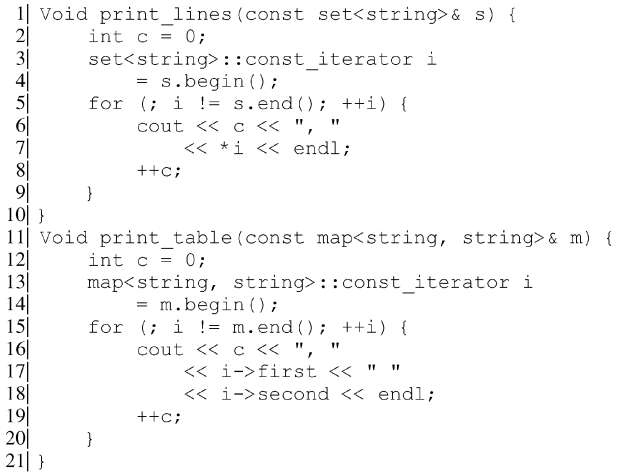 1| Void print_lines(const set<string>& s) {
2|     int c = 0;
3|     set<string>::const_iterator i
4|         = s.begin();
5|     for (; i != s.end(); ++i) {
6|         cout << c << ", "
7|             << *i << endl;
8|         ++c;
9|     }
10| }
11| Void print_table(const map<string, string>& m) {
12|     int c = 0;
13|     map<string, string>::const_iterator i
14|         = m.begin();
15|     for (; i != m.end(); ++i) {
16|         cout << c << ", "
17|             << i->first << " "
18|             << i->second << endl;
19|         ++c;
20|     }
21| }